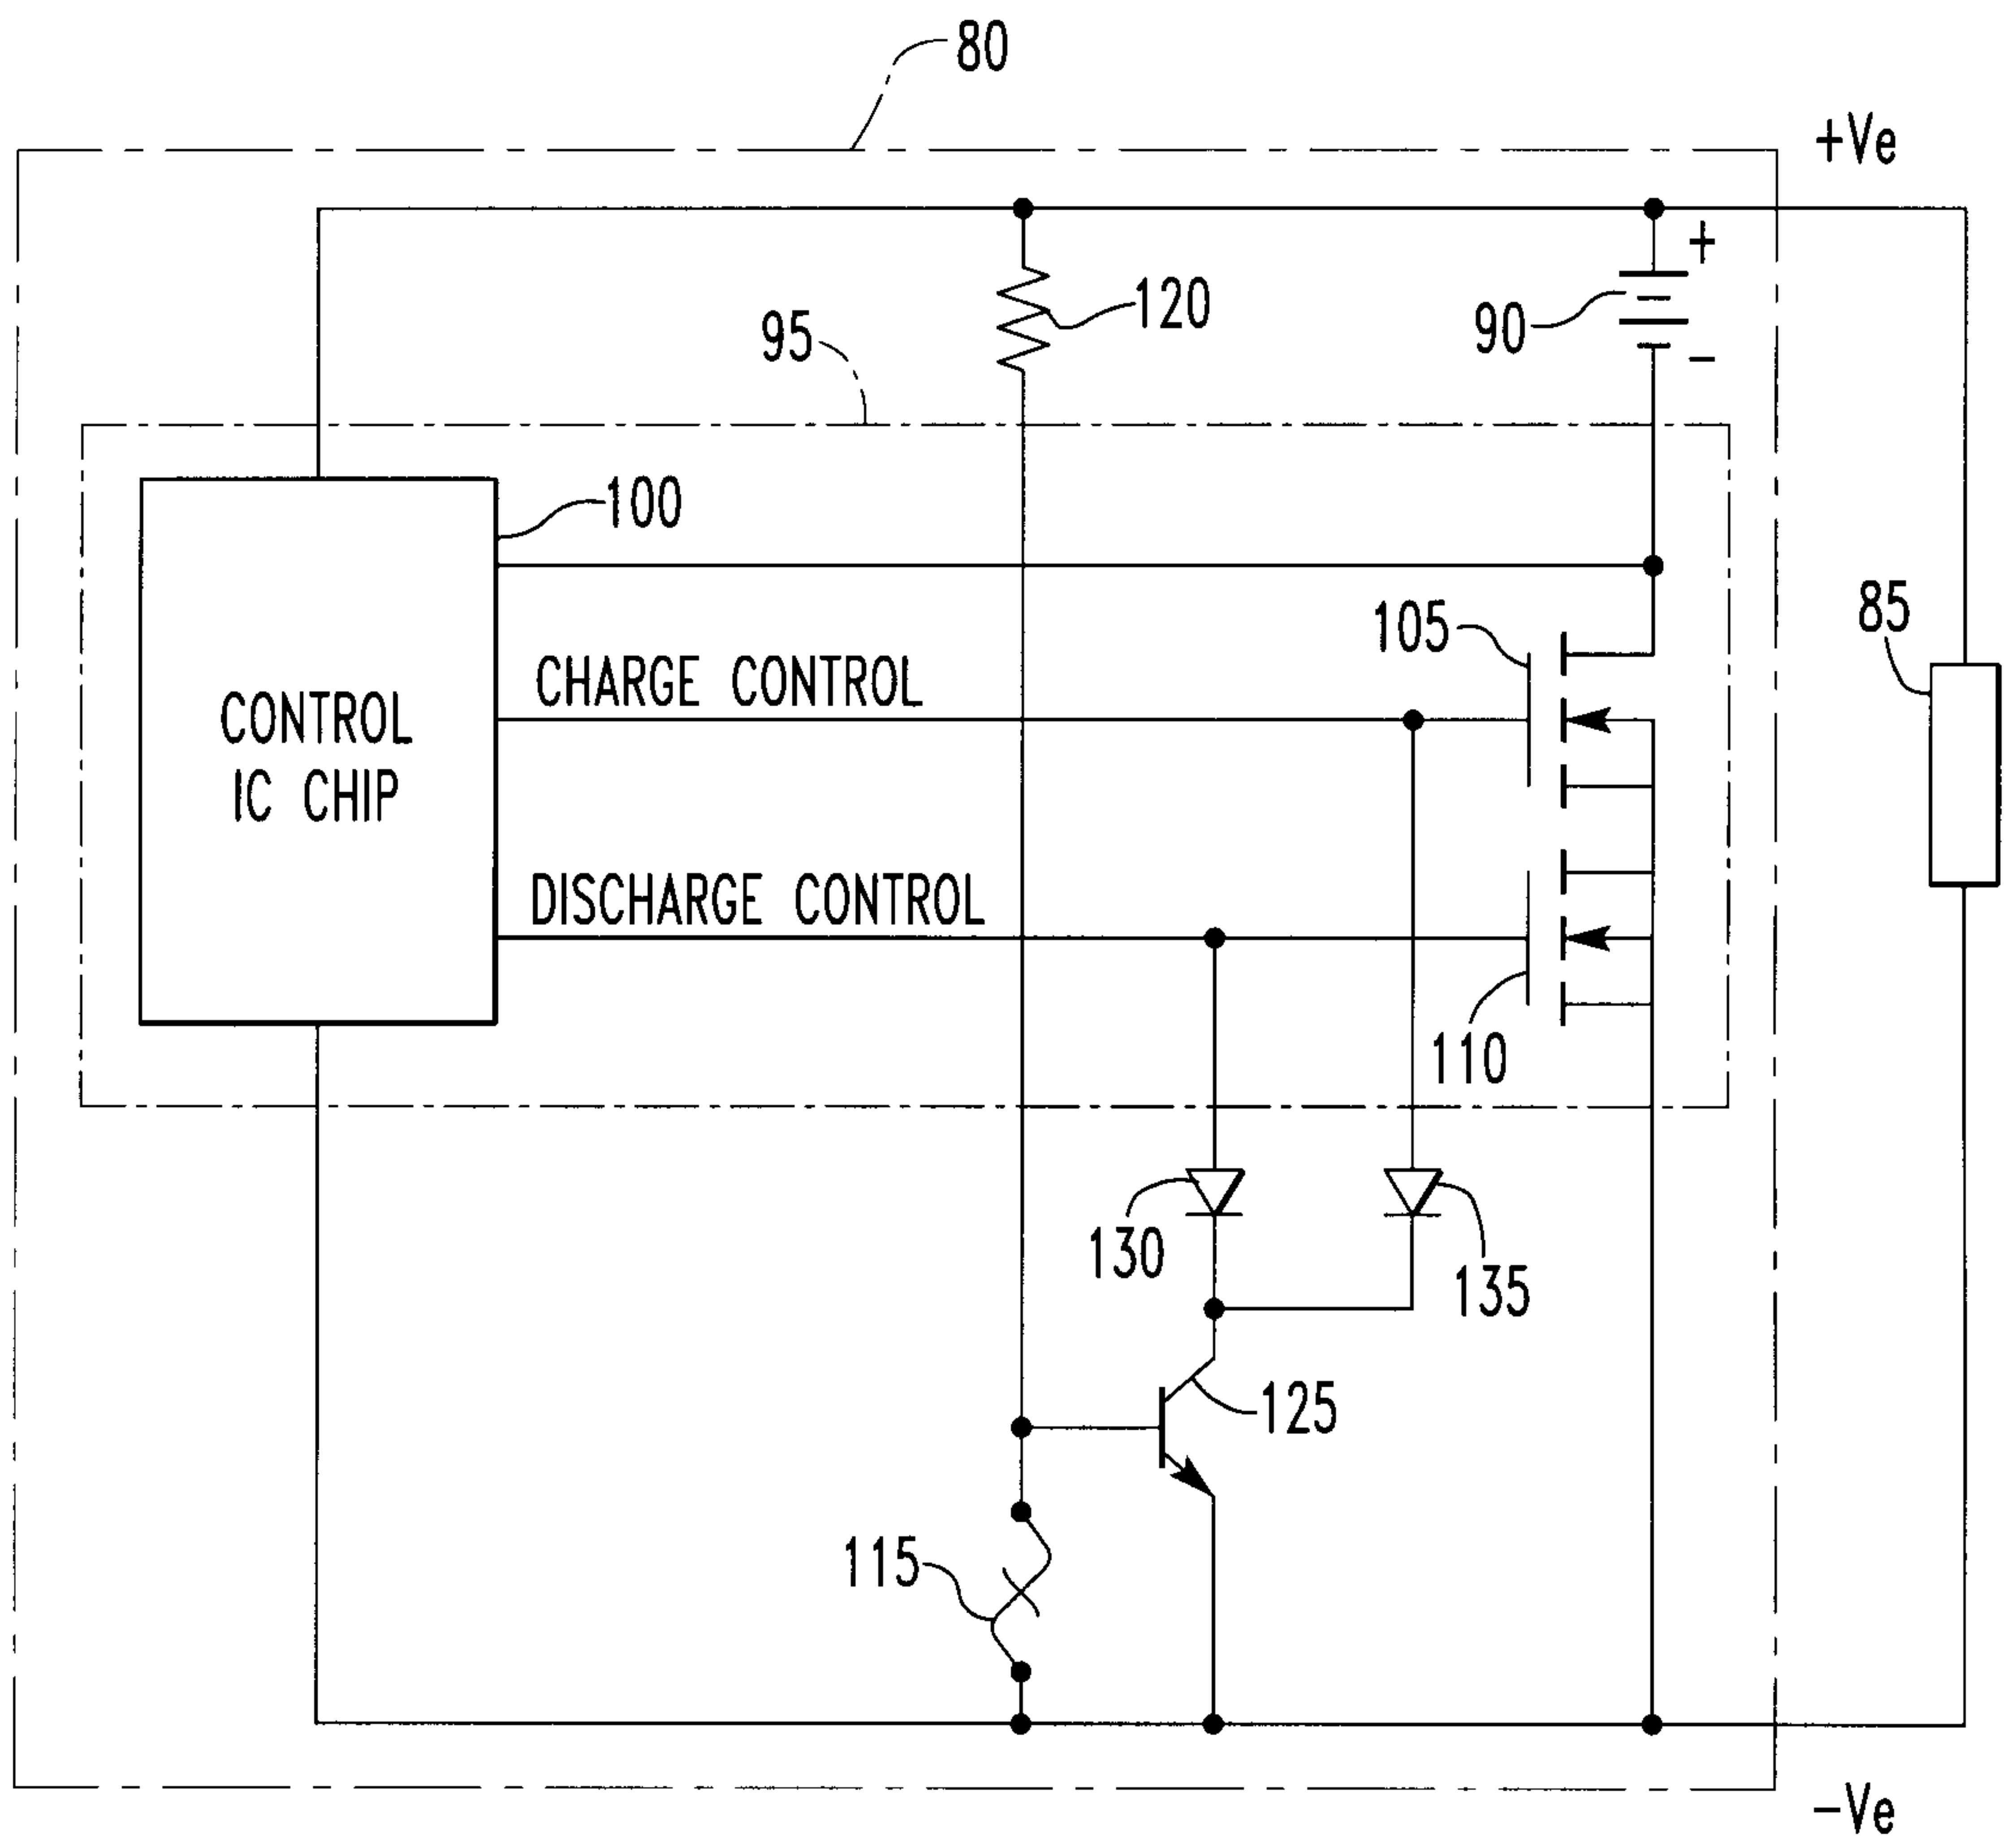 80
+Ve
+
120
90
95
−
100
105
85
CHARGE CONTROL
CONTROL
IC CHIP
DISCHARGE CONTROL
110
130
135
125
115
−Ve